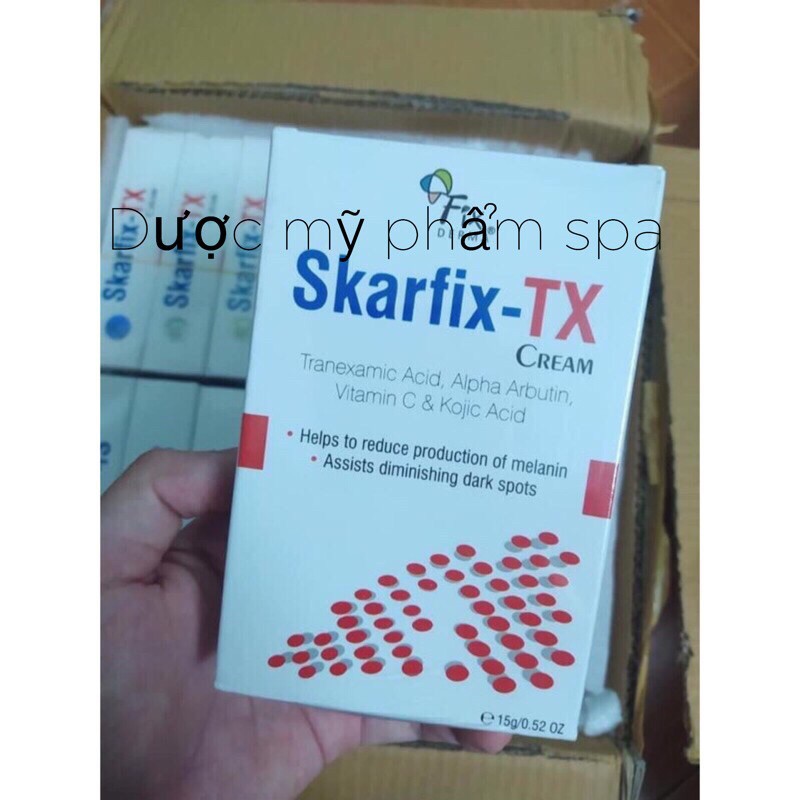 Dược mỹ phẩm spa
DERMA®
Skarfix-TX
CREAM
Tranexamic Acid, Alpha Arbutin,
Vitamin C & Kojic Acid
• Helps to reduce production of melanin
• Assists diminishing dark spots
℮ 15g/0.52 OZ
Skarfix-TX
Skarfix-TX
Skarfix-TX